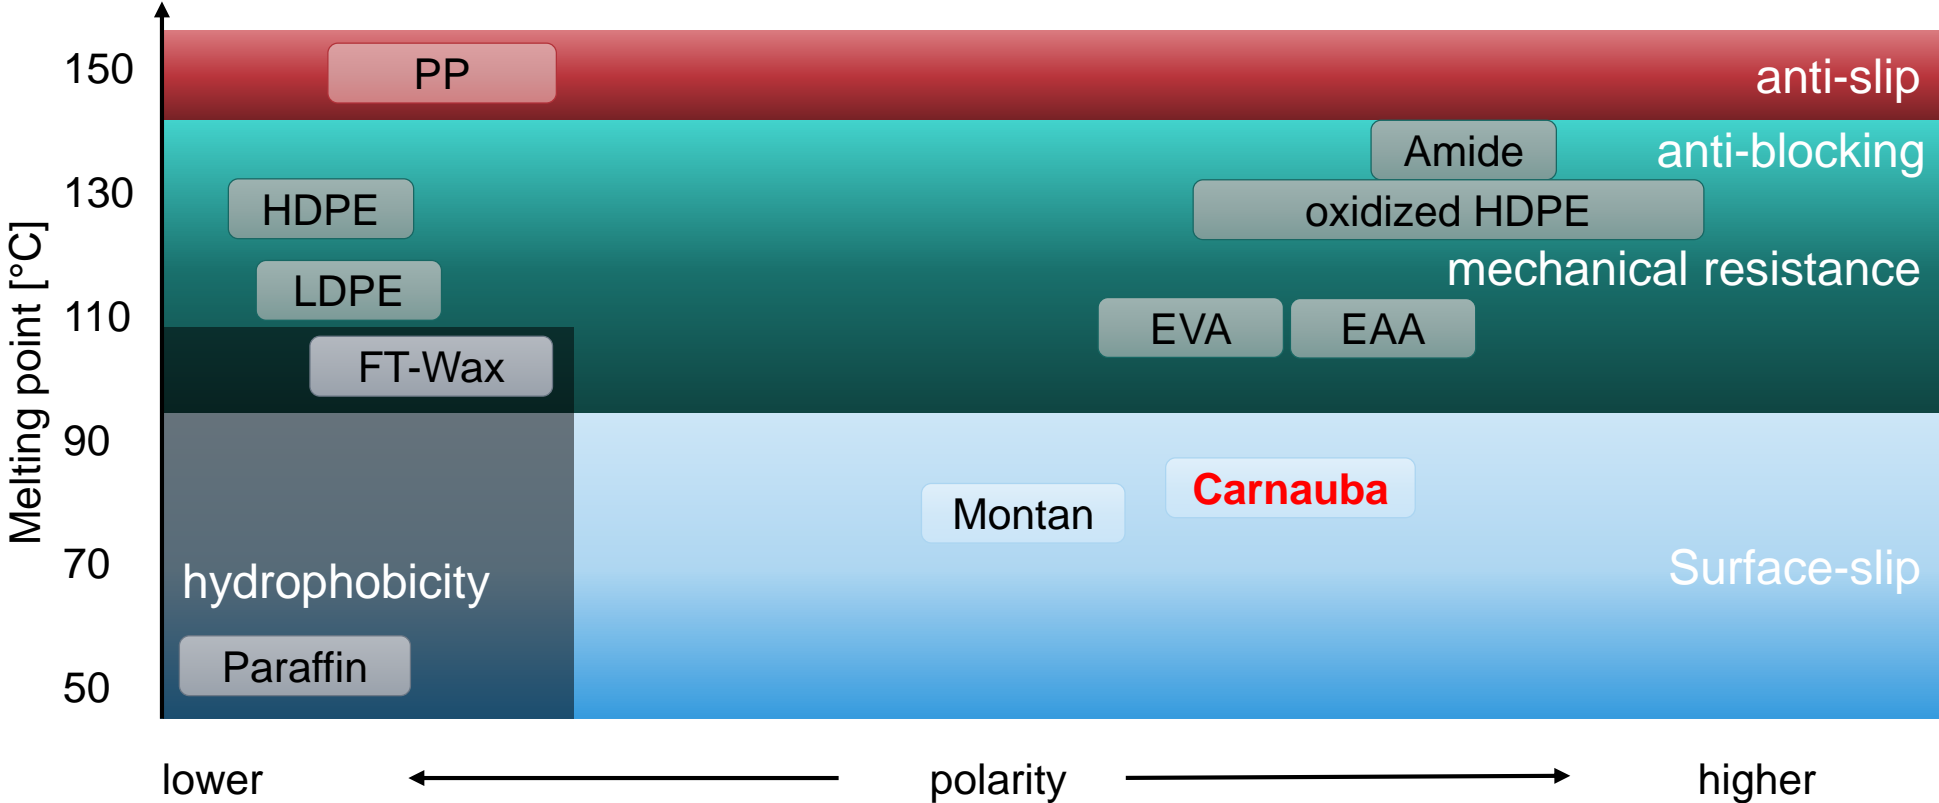 150
PP
anti-slip
Amide
anti-blocking
130
HDPE
oxidized HDPE
mechanical resistance
LDPE
110
EVA
EAA
FT-Wax
Melting point [°C]
90
Carnauba
Montan
70
hydrophobicity
Surface-slip
Paraffin
50
lower
polarity
higher